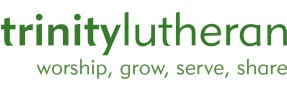 trinitylutheran
worship, grow, serve, share